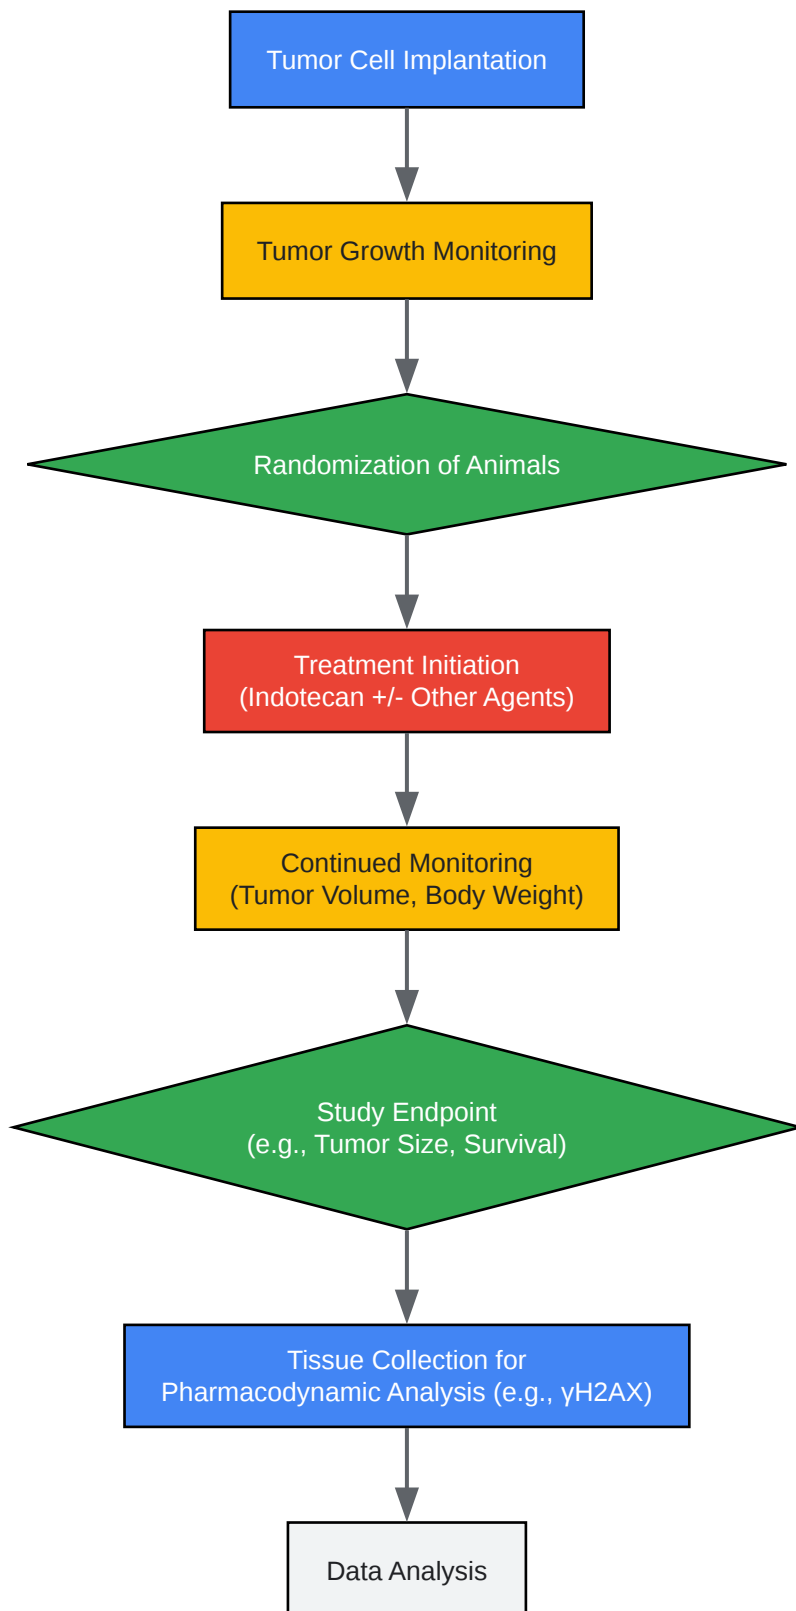 Tumor Cell Implantation
Tumor Growth Monitoring
Randomization of Animals
Treatment Initiation
(Indotecan +/- Other Agents)
Continued Monitoring
(Tumor Volume, Body Weight)
Study Endpoint
(e.g., Tumor Size, Survival)
Tissue Collection for
Pharmacodynamic Analysis (e.g., γH2AX)
Data Analysis